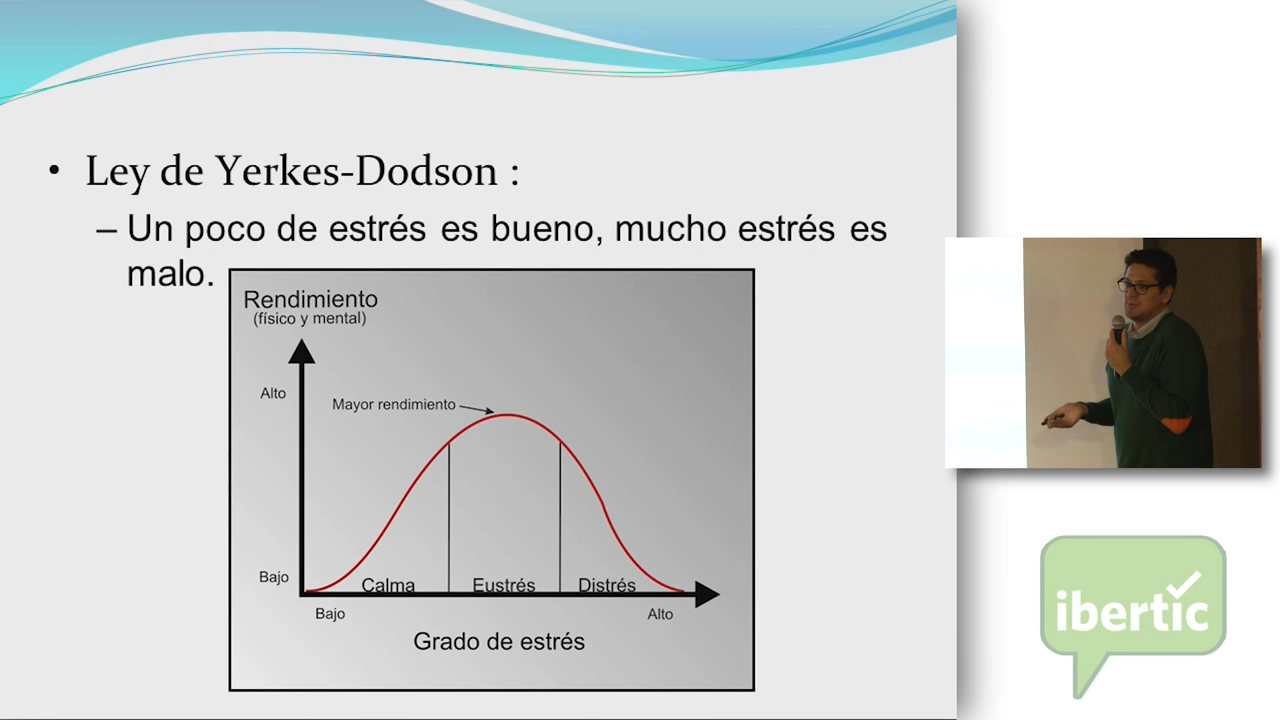 • Ley de Yerkes-Dodson :
– Un poco de estrés es bueno, mucho estrés es
malo.
Rendimiento
(físico y mental)
Alto
Mayor rendimiento
Bajo
Calma
Eustrés
Distrés
Bajo
Alto
Grado de estrés
ibertic